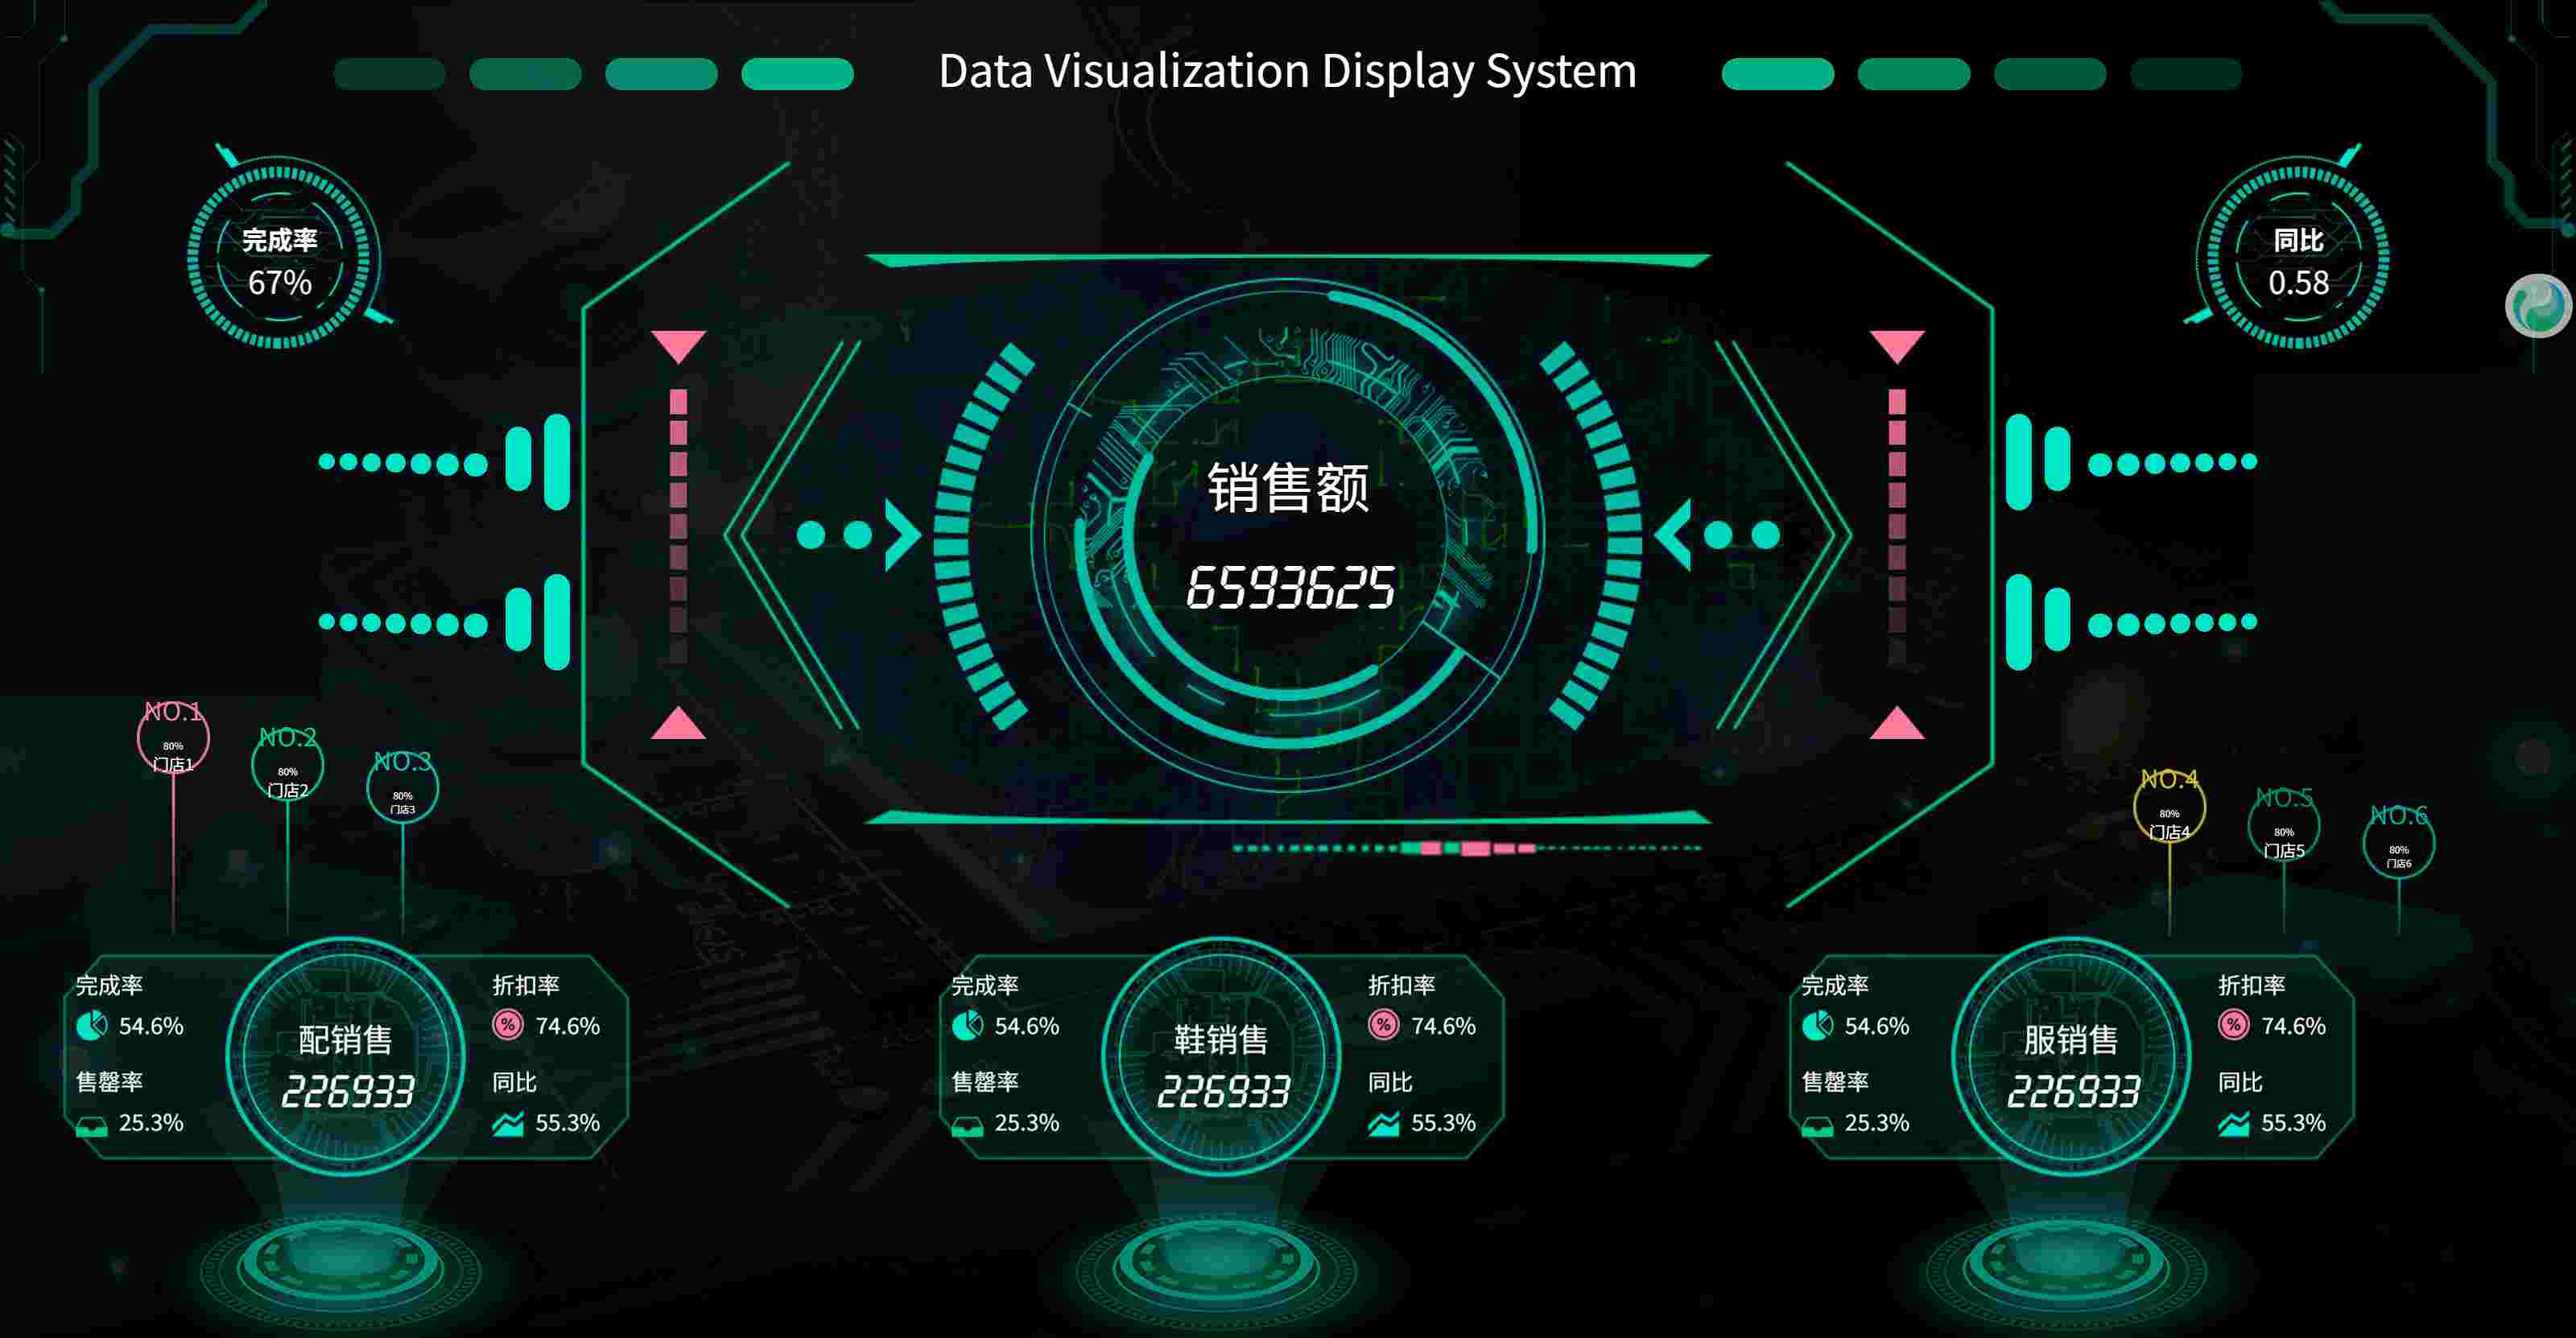 Data Visualization Display System
完成率
67%
同比
0.58
销售额
6593625
NO.1
80%
门店1
NO.2
80%
门店2
NO.3
80%
门店3
NO.4
80%
门店4
NO.5
80%
门店5
NO.6
80%
门店6
完成率
54.6%
售罄率
25.3%
配销售
226933
折扣率
% 74.6%
同比
55.3%
完成率
54.6%
售罄率
25.3%
鞋销售
226933
折扣率
% 74.6%
同比
55.3%
完成率
54.6%
售罄率
25.3%
服销售
226933
折扣率
% 74.6%
同比
55.3%